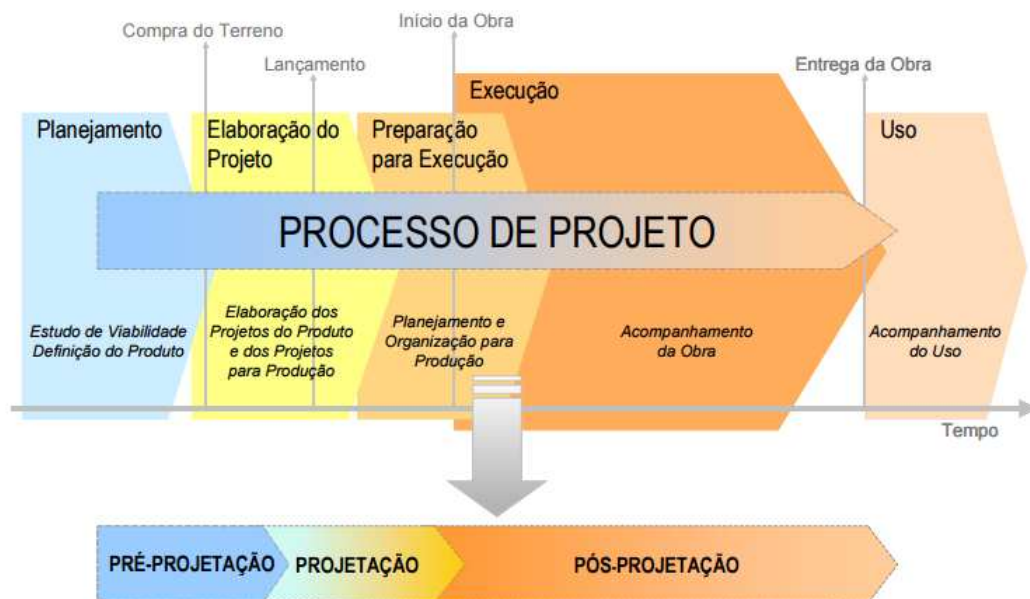 Compra do Terreno
Lançamento
Início da Obra
Entrega da Obra
Planejamento
Elaboração do
Projeto
Preparação
para Execução
Execução
Uso
PROCESSO DE PROJETO
Estudo de Viabilidade
Definição do Produto
Elaboração dos
Projetos do Produto
e dos Projetos
para Produção
Planejamento e
Organização para
Produção
Acompanhamento
da Obra
Acompanhamento
do Uso
Tempo
PRÉ-PROJETAÇÃO
PROJETAÇÃO
PÓS-PROJETAÇÃO